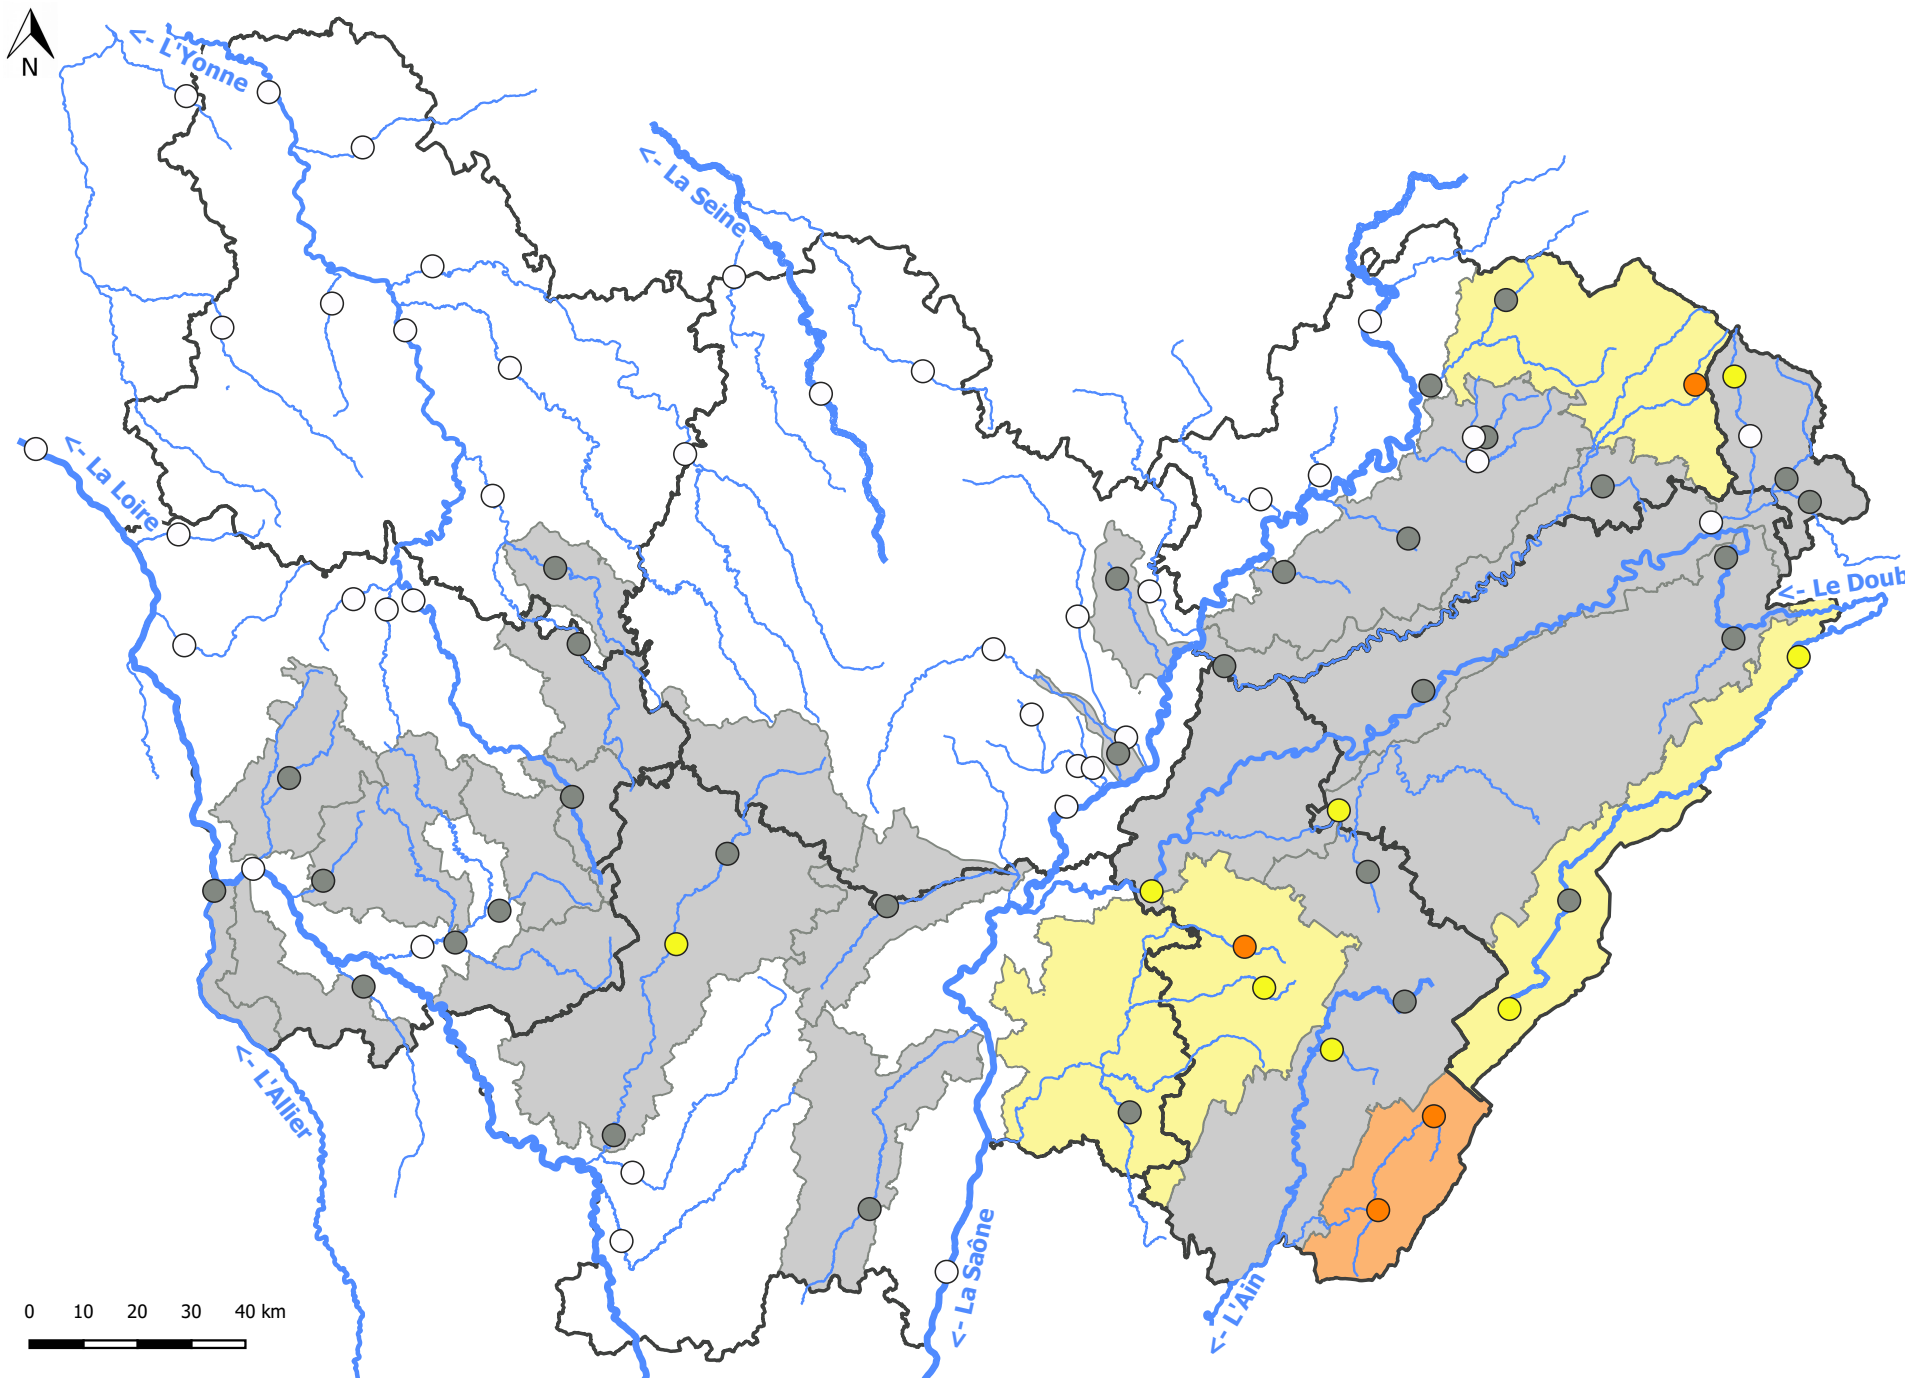 N
<- L'Yonne
<- La Seine
<- La Loire
<- Le Doub
<- L'Allier
<- La Saône
<- L'Ain
0 10 20 30 40 km